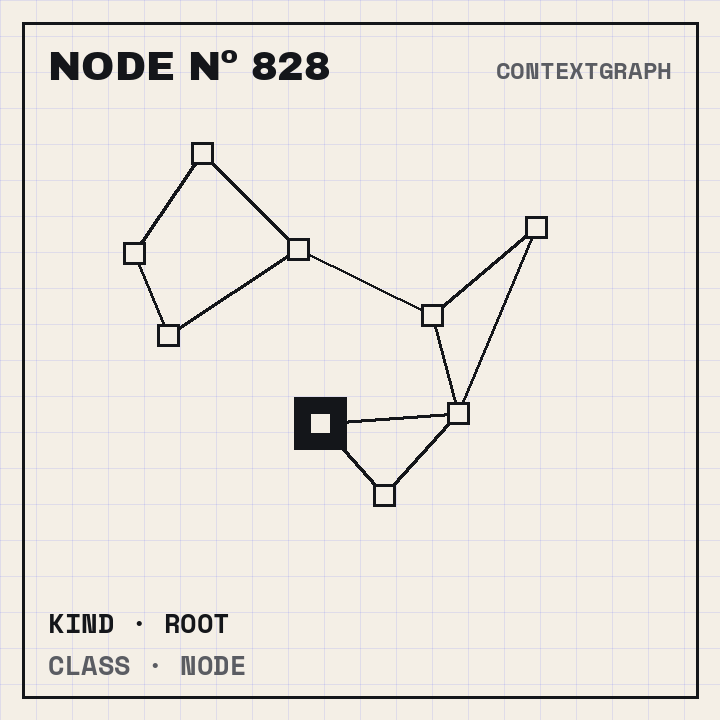 NODE Nº 828
CONTEXTGRAPH
KIND · ROOT
CLASS · NODE